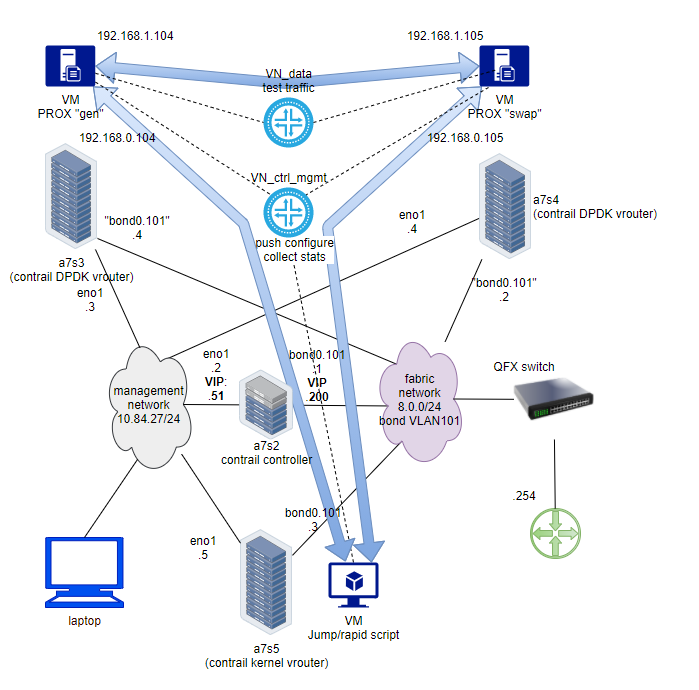 192.168.1.104
192.168.1.105
VN_data
test traffic
VM
PROX "gen"
VM
PROX "swap"
192.168.0.104
192.168.0.105
VN_ctrl_mgmt
push configure
collect stats
a7s3
(contrail DPDK vrouter)
"bond0.101"
.4
eno1
.3
a7s4
(contrail DPDK vrouter)
eno1
.4
"bond0.101"
.2
management
network
10.84.27/24
eno1
.2
VIP:
.51
bond0.101
.1
VIP
.200
a7s2
contrail controller
fabric
network
8.0.0/24
bond VLAN101
QFX switch
.254
bond0.101
.3
eno1
.5
laptop
a7s5
(contrail kernel vrouter)
VM
Jump/rapid script